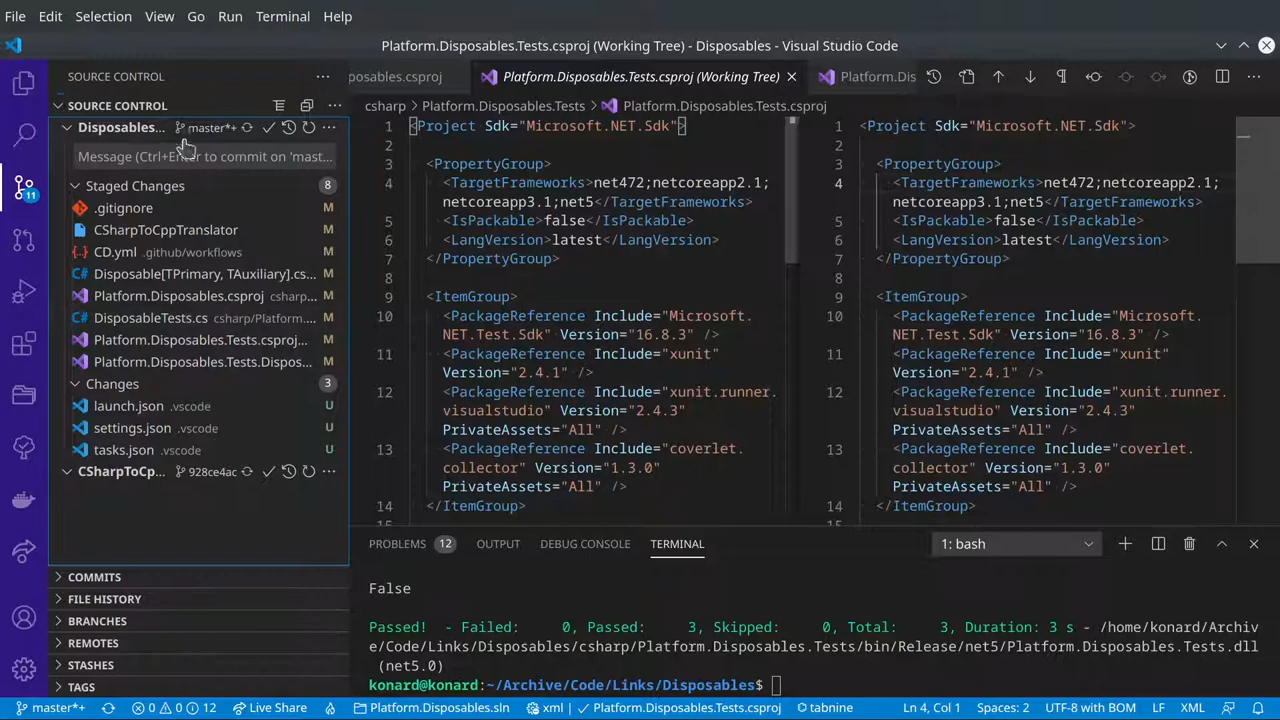 File Edit Selection View Go Run Terminal Help
Platform.Disposables.Tests.csproj (Working Tree) - Disposables - Visual Studio Code
SOURCE CONTROL
SOURCE CONTROL
Disposables... master*+
Message (Ctrl+Enter to commit on 'mast...
Staged Changes 8
.gitignore M
CSharpToCppTranslator M
CD.yml .github/workflows M
Disposable[TPrimary, TAuxiliary].cs... M
Platform.Disposables.csproj csharp... M
DisposableTests.cs csharp/Platform.... M
Platform.Disposables.Tests.csproj... M
Platform.Disposables.Tests.Dispos... M
Changes 3
launch.json .vscode U
settings.json .vscode U
tasks.json .vscode U
CSharpToCp... 928ce4ac
COMMITS
FILE HISTORY
BRANCHES
REMOTES
STASHES
TAGS
11
posables.csproj Platform.Disposables.Tests.csproj (Working Tree) Platform.Dis
csharp > Platform.Disposables.Tests > Platform.Disposables.Tests.csproj
1 <Project Sdk="Microsoft.NET.Sdk">
2
3 <PropertyGroup>
4 <TargetFrameworks>net472;netcoreapp2.1;
netcoreapp3.1;net5</TargetFrameworks>
5 <IsPackable>false</IsPackable>
6 <LangVersion>latest</LangVersion>
7 </PropertyGroup>
8
9 <ItemGroup>
10 <PackageReference Include="Microsoft.
NET.Test.Sdk" Version="16.8.3" />
11 <PackageReference Include="xunit"
Version="2.4.1" />
12 <PackageReference Include="xunit.runner.
visualstudio" Version="2.4.3"
PrivateAssets="All" />
13 <PackageReference Include="coverlet.
collector" Version="1.3.0"
PrivateAssets="All" />
14 </ItemGroup>
15
1 <Project Sdk="Microsoft.NET.Sdk">
2
3 <PropertyGroup>
4 <TargetFrameworks>net472;netcoreapp2.1;
netcoreapp3.1;net5</TargetFrameworks>
5 <IsPackable>false</IsPackable>
6 <LangVersion>latest</LangVersion>
7 </PropertyGroup>
8
9 <ItemGroup>
10 <PackageReference Include="Microsoft.
NET.Test.Sdk" Version="16.8.3" />
11 <PackageReference Include="xunit"
Version="2.4.1" />
12 <PackageReference Include="xunit.runner.
visualstudio" Version="2.4.3"
PrivateAssets="All" />
13 <PackageReference Include="coverlet.
collector" Version="1.3.0"
PrivateAssets="All" />
14 </ItemGroup>
15
PROBLEMS 12 OUTPUT DEBUG CONSOLE TERMINAL 1: bash
False
Passed! - Failed: 0, Passed: 3, Skipped: 0, Total: 3, Duration: 3 s - /home/konard/Archiv
e/Code/Links/Disposables/csharp/Platform.Disposables.Tests/bin/Release/net5/Platform.Disposables.Tests.dll
(net5.0)
konard@konard:~/Archive/Code/Links/Disposables$
master*+ 0 0 12 Live Share Platform.Disposables.sln xml Platform.Disposables.Tests.csproj tabnine Ln 4, Col 1 Spaces: 2 UTF-8 with BOM LF XML